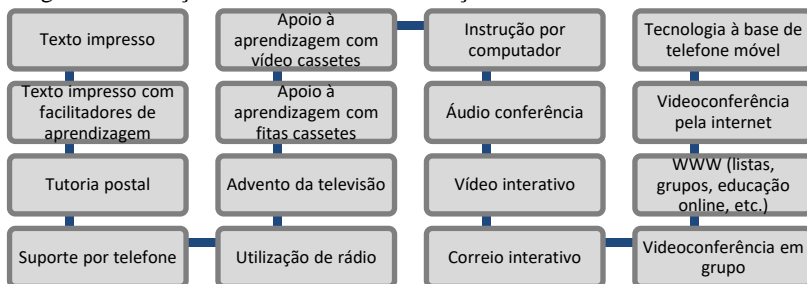 Texto impresso
Apoio à
aprendizagem com
vídeo cassetes
Instrução por
computador
Tecnologia à base de
telefone móvel
Texto impresso com
facilitadores de
aprendizagem
Apoio à
aprendizagem com
fitas cassetes
Áudio conferência
Videoconferência
pela internet
Tutoria postal
Advento da televisão
Vídeo interativo
WWW (listas,
grupos, educação
online, etc.)
Suporte por telefone
Utilização de rádio
Correio interativo
Videoconferência em
grupo